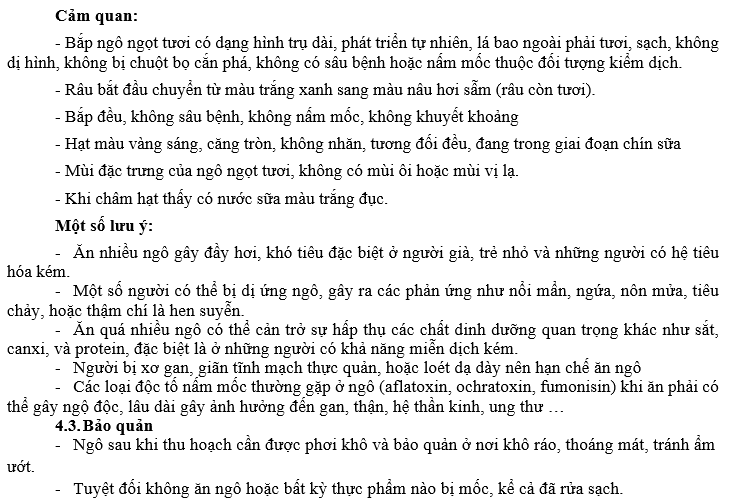 Cảm quan:
- Bắp ngô ngọt tươi có dạng hình trụ dài, phát triển tự nhiên, lá bao ngoài phải tươi, sạch, không
dị hình, không bị chuột bọ cắn phá, không có sâu bệnh hoặc nấm mốc thuộc đối tượng kiểm dịch.
- Râu bắt đầu chuyển từ màu trắng xanh sang màu nâu hơi sẫm (râu còn tươi).
- Bắp đều, không sâu bệnh, không nấm mốc, không khuyết khoảng
- Hạt màu vàng sáng, căng tròn, không nhăn, tương đối đều, đang trong giai đoạn chín sữa
- Mùi đặc trưng của ngô ngọt tươi, không có mùi ôi hoặc mùi vị lạ.
- Khi châm hạt thấy có nước sữa màu trắng đục.
Một số lưu ý:
- Ăn nhiều ngô gây đầy hơi, khó tiêu đặc biệt ở người già, trẻ nhỏ và những người có hệ tiêu
hóa kém.
- Một số người có thể bị dị ứng ngô, gây ra các phản ứng như nổi mẩn, ngứa, nôn mửa, tiêu
chảy, hoặc thậm chí là hen suyễn.
- Ăn quá nhiều ngô có thể cản trở sự hấp thụ các chất dinh dưỡng quan trọng khác như sắt,
canxi, và protein, đặc biệt là ở những người có khả năng miễn dịch kém.
- Người bị xơ gan, giãn tĩnh mạch thực quản, hoặc loét dạ dày nên hạn chế ăn ngô
- Các loại độc tố nấm mốc thường gặp ở ngô (aflatoxin, ochratoxin, fumonisin) khi ăn phải có
thể gây ngộ độc, lâu dài gây ảnh hưởng đến gan, thận, hệ thần kinh, ung thư …
4.3.Bảo quản
- Ngô sau khi thu hoạch cần được phơi khô và bảo quản ở nơi khô ráo, thoáng mát, tránh ẩm
ướt.
- Tuyệt đối không ăn ngô hoặc bất kỳ thực phẩm nào bị mốc, kể cả đã rửa sạch.